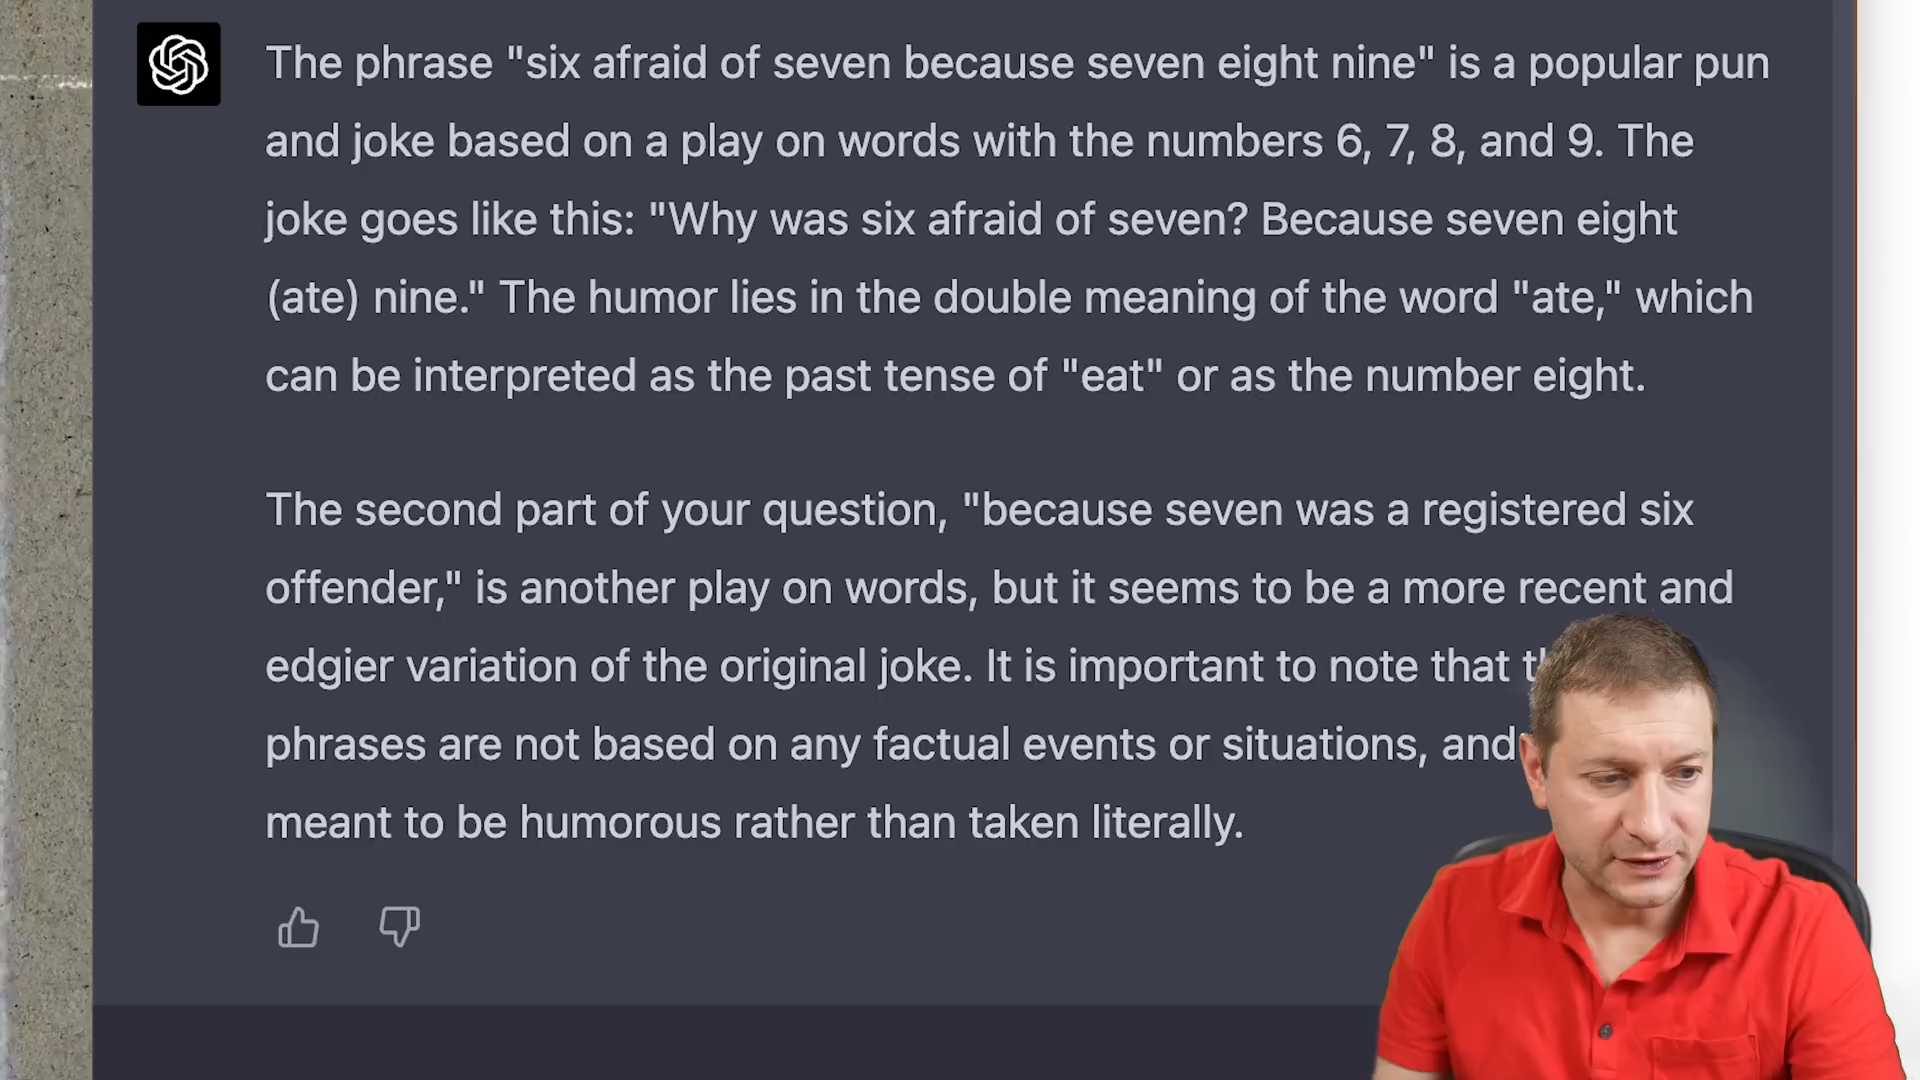 The phrase "six afraid of seven because seven eight nine" is a popular pun
and joke based on a play on words with the numbers 6, 7, 8, and 9. The
joke goes like this: "Why was six afraid of seven? Because seven eight
(ate) nine." The humor lies in the double meaning of the word "ate," which
can be interpreted as the past tense of "eat" or as the number eight.
The second part of your question, "because seven was a registered six
offender," is another play on words, but it seems to be a more recent and
edgier variation of the original joke. It is important to note that
phrases are not based on any factual events or situations, and
meant to be humorous rather than taken literally.